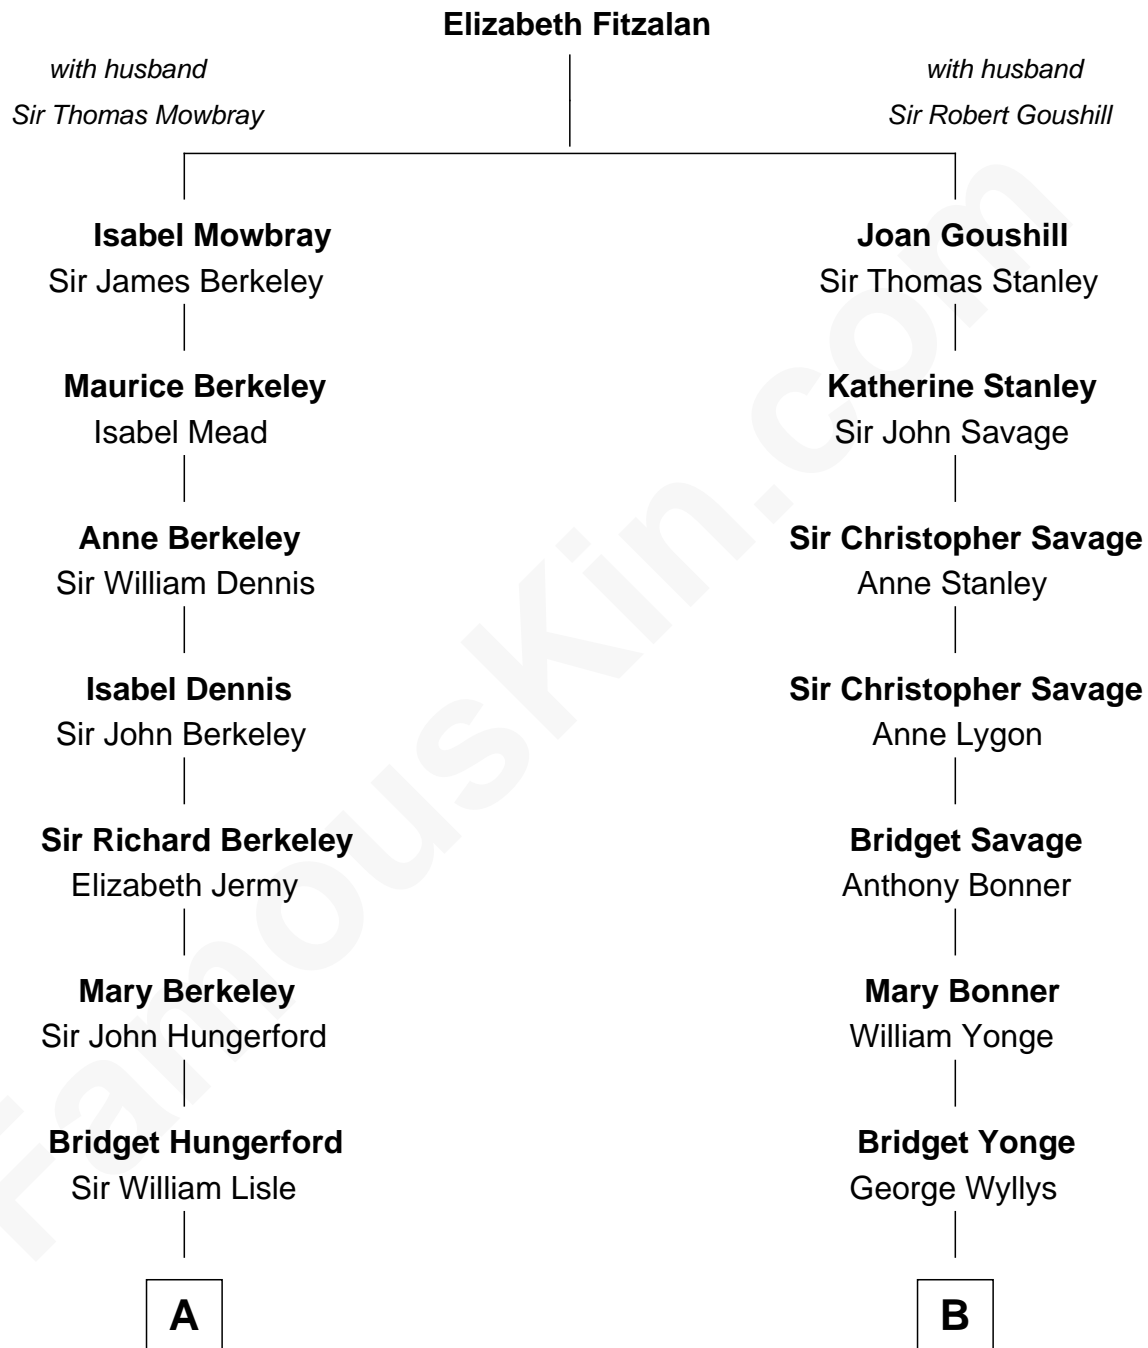 Elizabeth Fitzalan
with husband
Sir Thomas Mowbray
with husband
Sir Robert Goushill
Isabel Mowbray
Sir James Berkeley
Joan Goushill
Sir Thomas Stanley
Maurice Berkeley
Isabel Mead
Katherine Stanley
Sir John Savage
Anne Berkeley
Sir William Dennis
Sir Christopher Savage
Anne Stanley
Isabel Dennis
Sir John Berkeley
Sir Christopher Savage
Anne Lygon
Sir Richard Berkeley
Elizabeth Jermy
Bridget Savage
Anthony Bonner
Mary Berkeley
Sir John Hungerford
Mary Bonner
William Yonge
Bridget Hungerford
Sir William Lisle
Bridget Yonge
George Wyllys
A
B
FamousKin.com